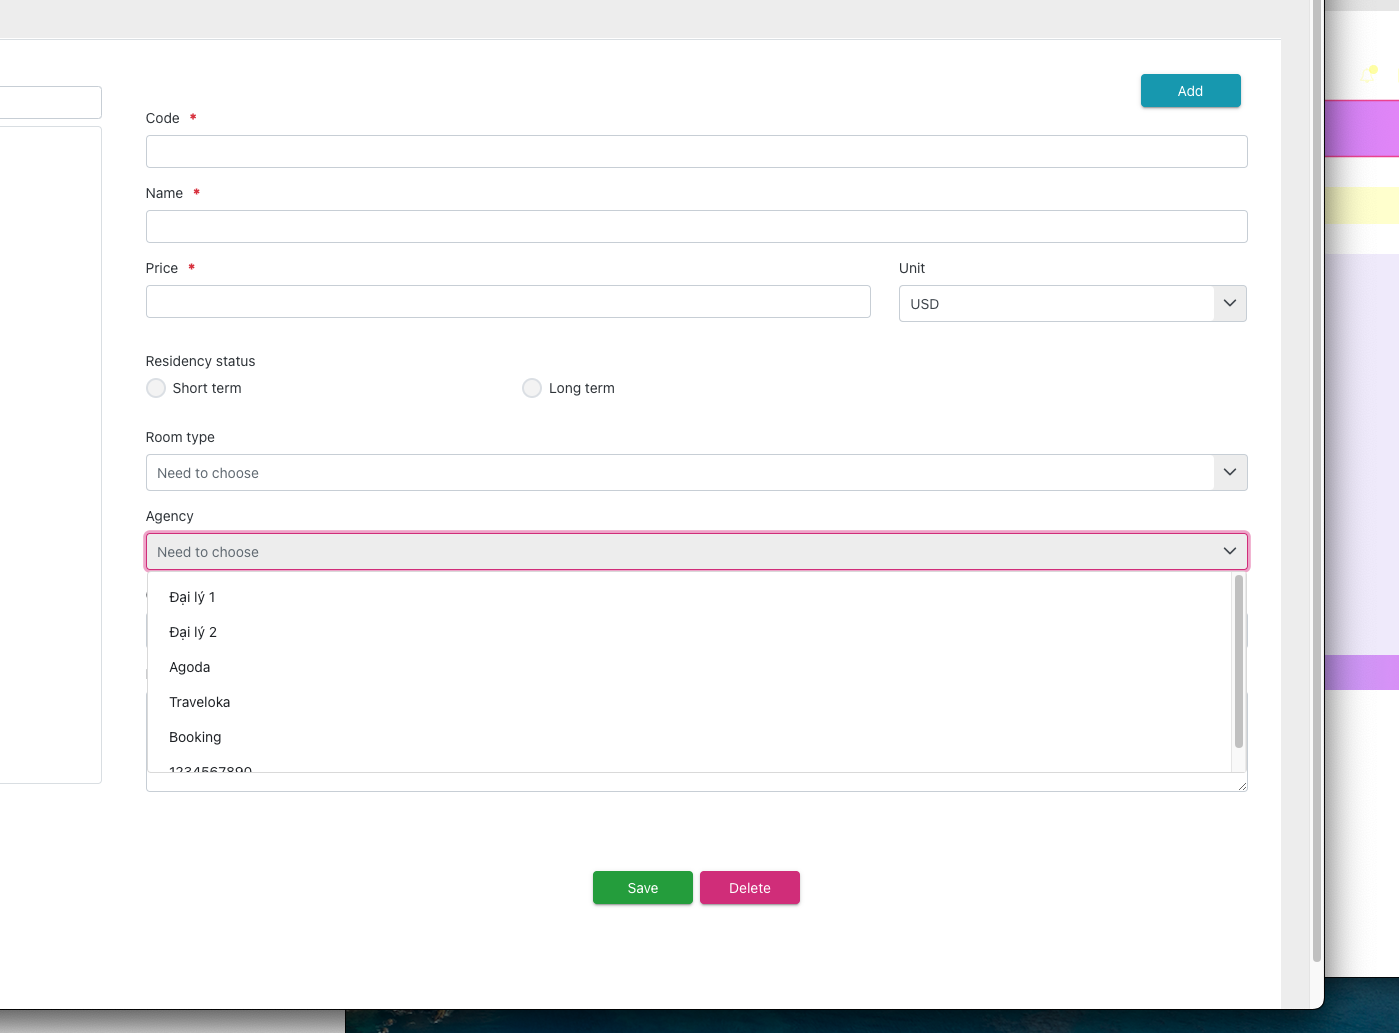 Add
Code *
Name *
Price *
Unit
USD
Residency status
Short term
Long term
Room type
Need to choose
Agency
Need to choose
Đại lý 1
Đại lý 2
Agoda
Traveloka
Booking
1234567890
Save
Delete